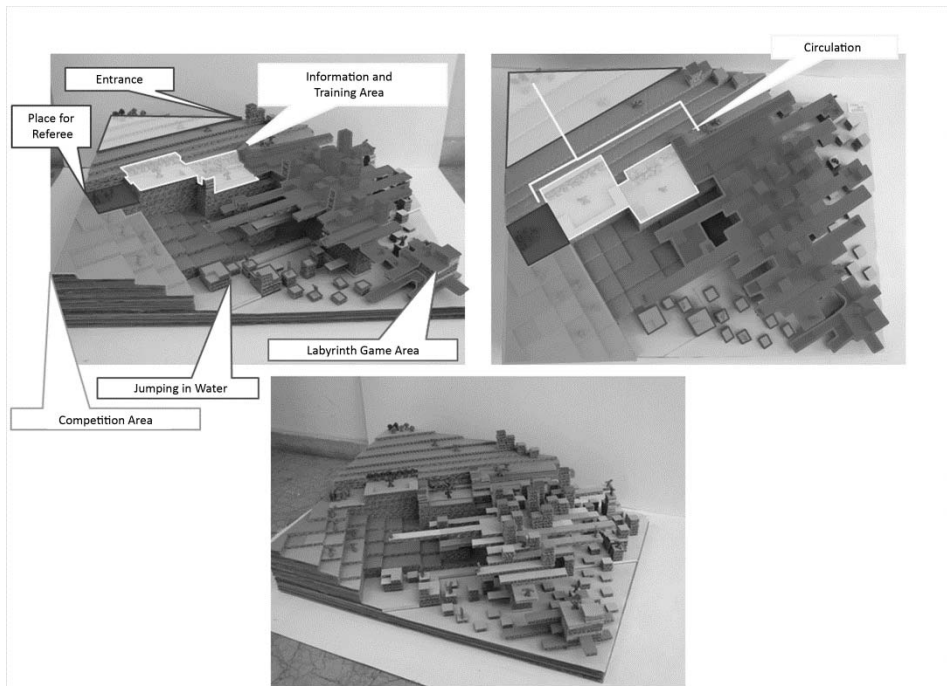 Entrance
Information and
Training Area
Place for
Referee
Circulation
Labyrinth Game Area
Jumping in Water
Competition Area